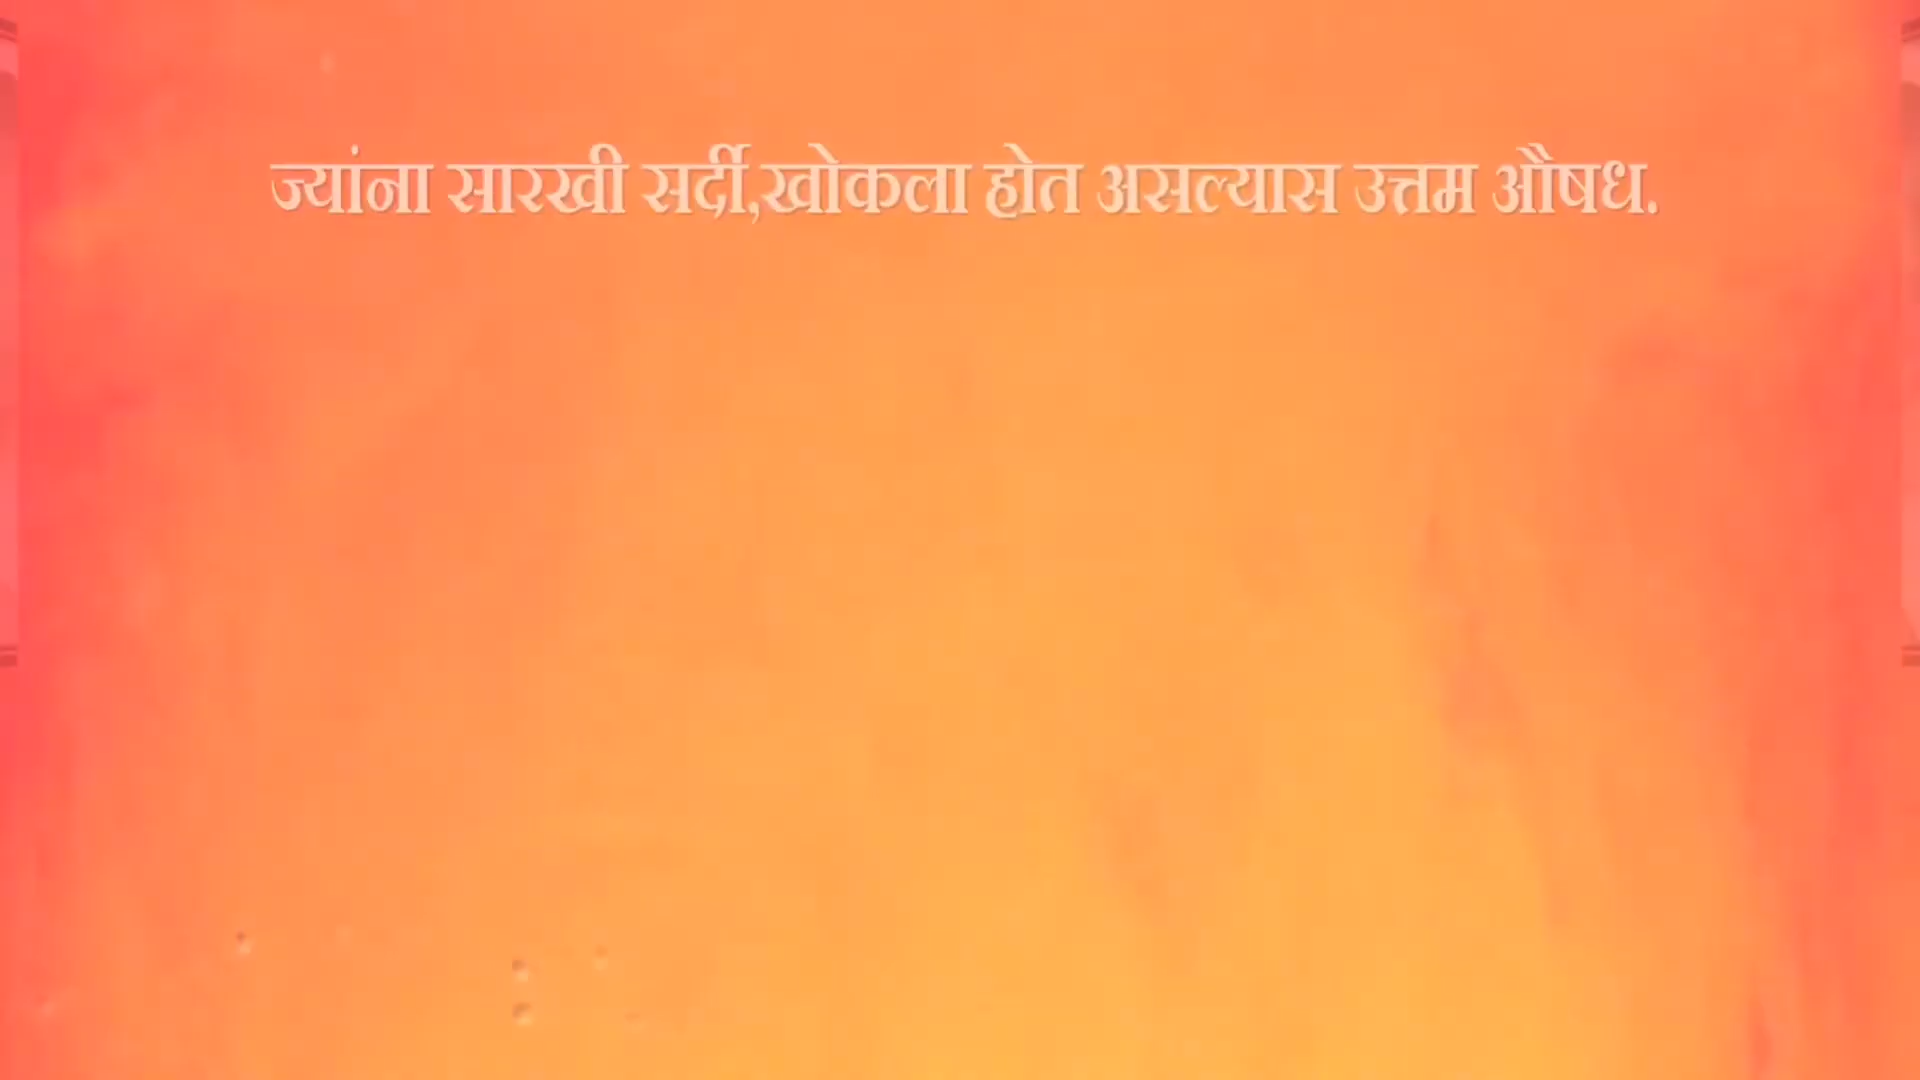 ज्यांना सारखी सर्दी,खोकला होत असल्यास उत्तम औषध.